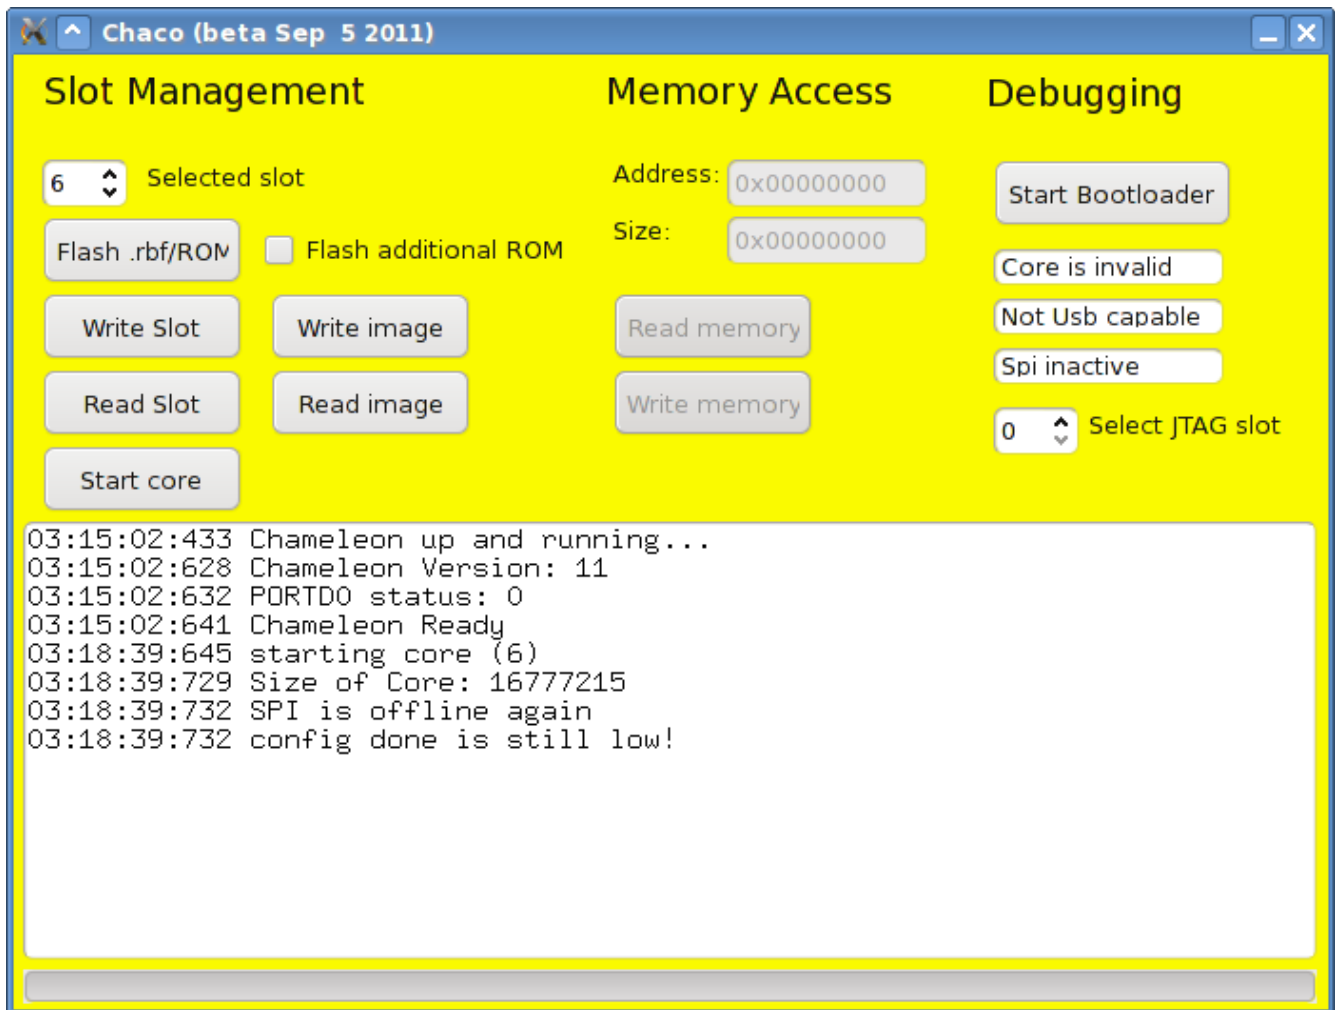 Chaco (beta Sep 5 2011)
Slot Management
Memory Access
Debugging
6
Selected slot
Address:
0x00000000
Start Bootloader
Flash .rbf/ROM
Flash additional ROM
Size:
0x00000000
Core is invalid
Write Slot
Write image
Read memory
Not Usb capable
Spi inactive
Read Slot
Read image
Write memory
0
Select JTAG slot
Start core
03:15:02:433 Chameleon up and running...
03:15:02:628 Chameleon Version: 11
03:15:02:632 PORTDO status: 0
03:15:02:641 Chameleon Ready
03:18:39:645 starting core (6)
03:18:39:729 Size of Core: 16777215
03:18:39:732 SPI is offline again
03:18:39:732 config done is still low!